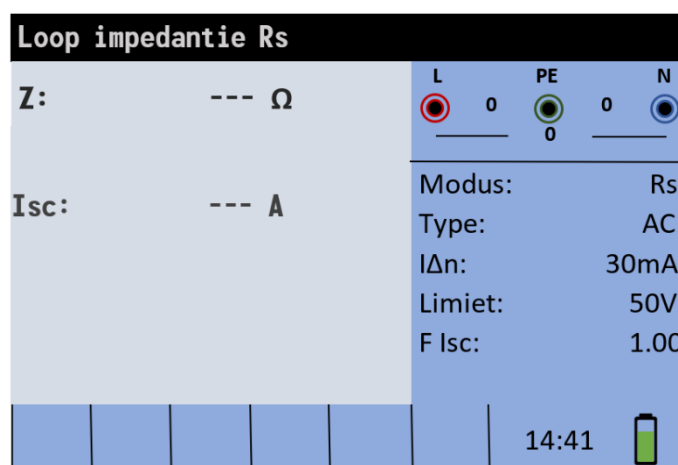 Loop impedantie Rs
Z: --- Ω
Isc: --- A
L PE N
0 0
0
Modus: Rs
Type: AC
IΔn: 30mA
Limiet: 50V
F Isc: 1.00
14:41